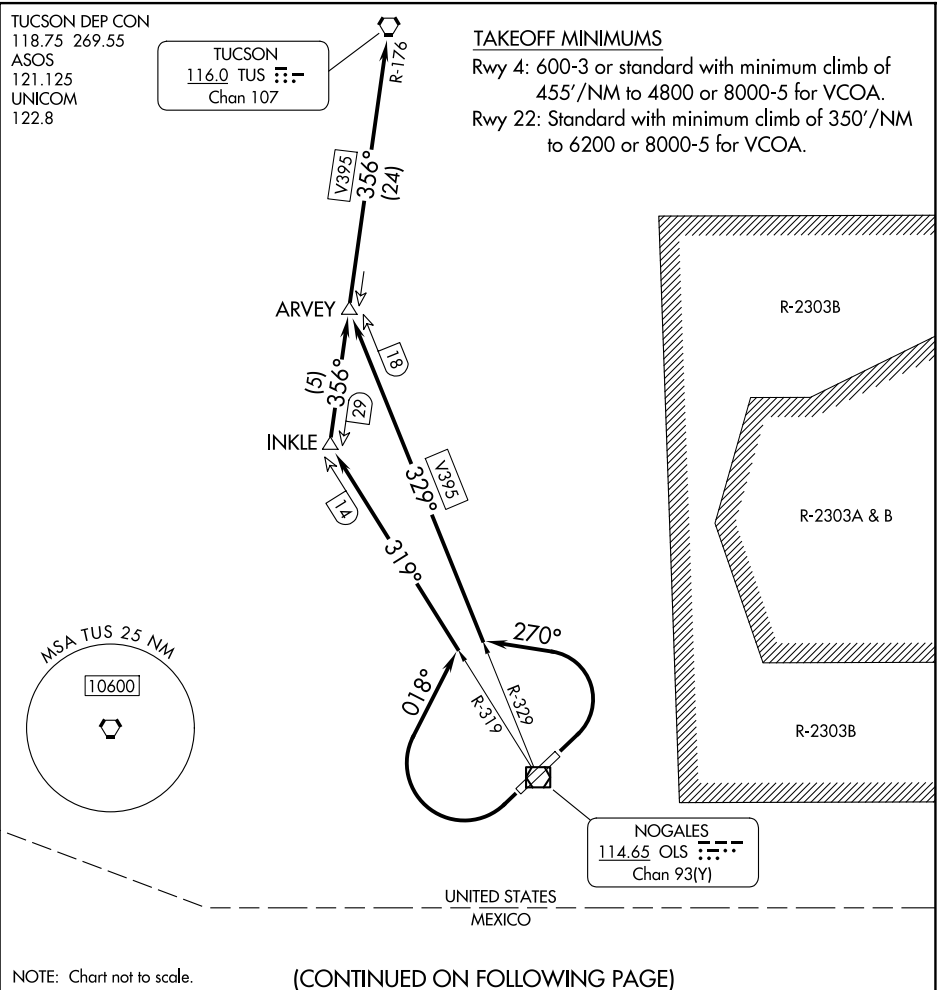 TUCSON DEP CON
118.75 269.55
ASOS
121.125
UNICOM
122.8
TUCSON
116.0 TUS
Chan 107
R-176
TAKEOFF MINIMUMS
Rwy 4: 600-3 or standard with minimum climb of
455'/NM to 4800 or 8000-5 for VCOA.
Rwy 22: Standard with minimum climb of 350'/NM
to 6200 or 8000-5 for VCOA.
V395
356°
(24)
ARVEY
18
(5)
356°
29
INKLE
14
V395
329°
319°
R-2303B
R-2303A & B
R-2303B
MSA TUS 25 NM
10600
018°
270°
R-319
R-329
NOGALES
114.65 OLS
Chan 93(Y)
UNITED STATES
MEXICO
NOTE: Chart not to scale.
(CONTINUED ON FOLLOWING PAGE)